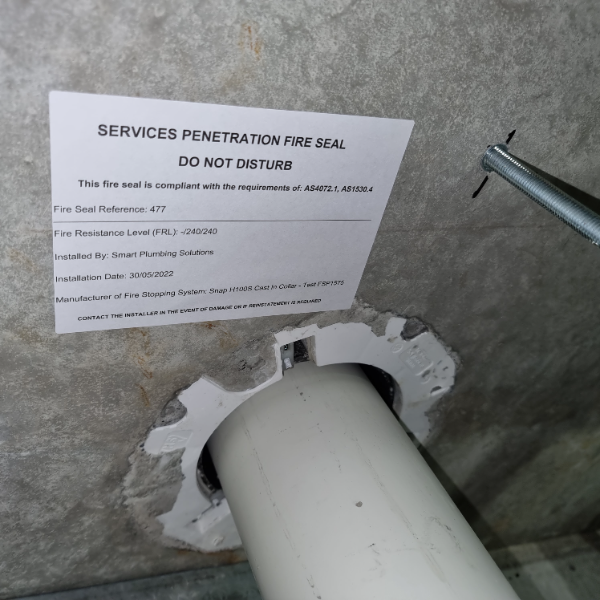 SERVICES PENETRATION FIRE SEAL
DO NOT DISTURB
This fire seal is compliant with the requirements of: AS4072.1, AS1530.4
Fire Seal Reference: 477
Fire Resistance Level (FRL): -/240/240
Installed By: Smart Plumbing Solutions
Installation Date: 30/05/2022
Manufacturer of Fire Stopping System: Snap H100S Cast In Collar - Test FSP1572
CONTACT THE INSTALLER IN THE EVENT OF DAMAGE OR IF REINSTATEMENT IS REQUIRED